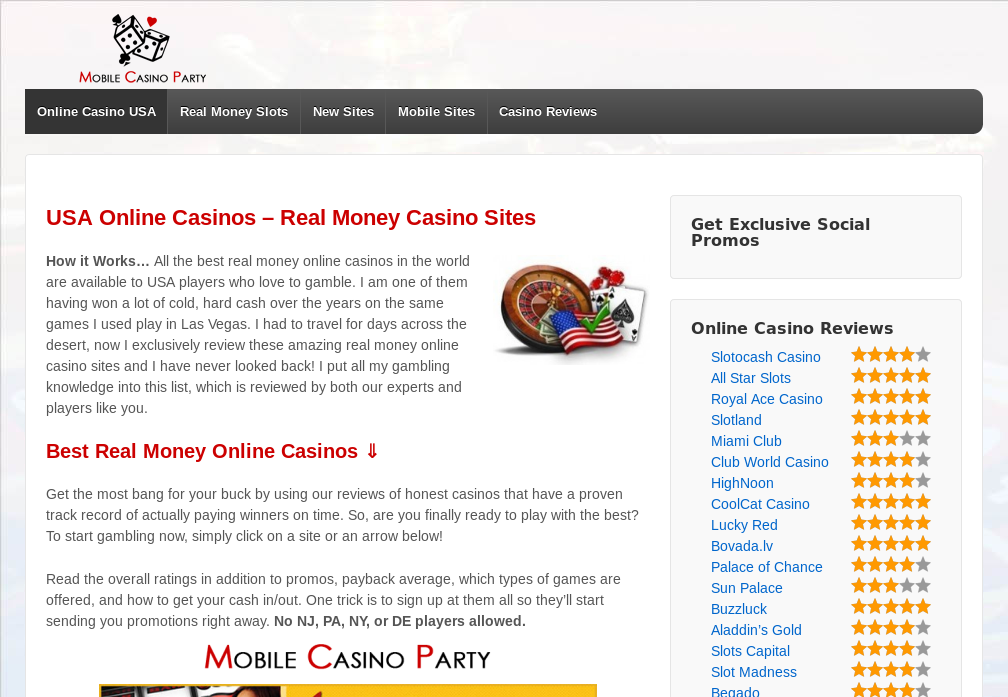 Mobile Casino Party
Online Casino USA
Real Money Slots
New Sites
Mobile Sites
Casino Reviews
USA Online Casinos – Real Money Casino Sites
How it Works… All the best real money online casinos in the world
are available to USA players who love to gamble. I am one of them
having won a lot of cold, hard cash over the years on the same
games I used play in Las Vegas. I had to travel for days across the
desert, now I exclusively review these amazing real money online
casino sites and I have never looked back! I put all my gambling
knowledge into this list, which is reviewed by both our experts and
players like you.
Best Real Money Online Casinos ⇓
Get the most bang for your buck by using our reviews of honest casinos that have a proven
track record of actually paying winners on time. So, are you finally ready to play with the best?
To start gambling now, simply click on a site or an arrow below!
Read the overall ratings in addition to promos, payback average, which types of games are
offered, and how to get your cash in/out. One trick is to sign up at them all so they’ll start
sending you promotions right away. No NJ, PA, NY, or DE players allowed.
Mobile Casino Party
Get Exclusive Social
Promos
Online Casino Reviews
Slotocash Casino
All Star Slots
Royal Ace Casino
Slotland
Miami Club
Club World Casino
HighNoon
CoolCat Casino
Lucky Red
Bovada.lv
Palace of Chance
Sun Palace
Buzzluck
Aladdin’s Gold
Slots Capital
Slot Madness
Begado